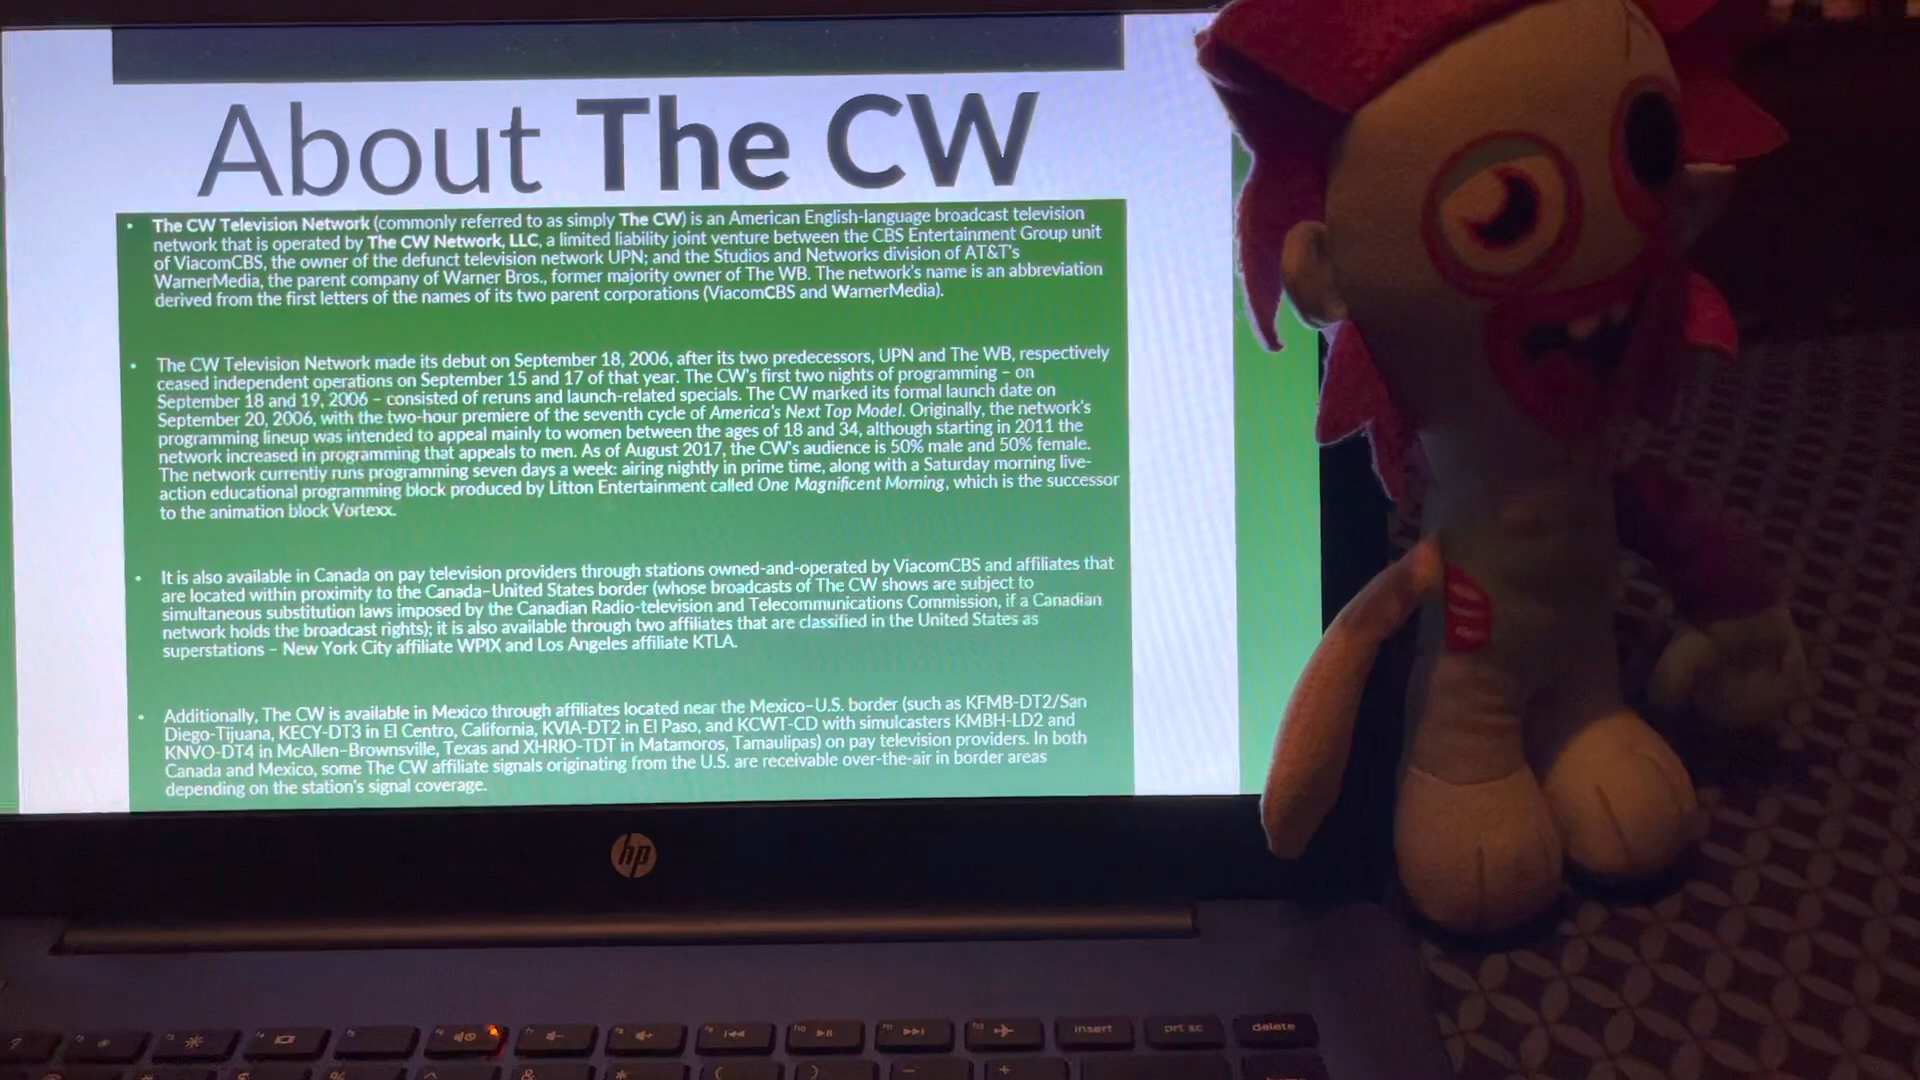 About The CW
• The CW Television Network (commonly referred to as simply The CW) is an American English-language broadcast television
network that is operated by The CW Network, LLC, a limited liability joint venture between the CBS Entertainment Group unit
of ViacomCBS, the owner of the defunct television network UPN; and the Studios and Networks division of AT&T's
WarnerMedia, the parent company of Warner Bros., former majority owner of The WB. The network's name is an abbreviation
derived from the first letters of the names of its two parent corporations (ViacomCBS and WarnerMedia).
• The CW Television Network made its debut on September 18, 2006, after its two predecessors, UPN and The WB, respectively
ceased independent operations on September 15 and 17 of that year. The CW's first two nights of programming – on
September 18 and 19, 2006 – consisted of reruns and launch-related specials. The CW marked its formal launch date on
September 20, 2006, with the two-hour premiere of the seventh cycle of America's Next Top Model. Originally, the network's
programming lineup was intended to appeal mainly to women between the ages of 18 and 34, although starting in 2011 the
network increased in programming that appeals to men. As of August 2017, the CW's audience is 50% male and 50% female.
The network currently runs programming seven days a week: airing nightly in prime time, along with a Saturday morning live-
action educational programming block produced by Litton Entertainment called One Magnificent Morning, which is the successor
to the animation block Vortexx.
• It is also available in Canada on pay television providers through stations owned-and-operated by ViacomCBS and affiliates that
are located within proximity to the Canada–United States border (whose broadcasts of The CW shows are subject to
simultaneous substitution laws imposed by the Canadian Radio-television and Telecommunications Commission, if a Canadian
network holds the broadcast rights); it is also available through two affiliates that are classified in the United States as
superstations – New York City affiliate WPIX and Los Angeles affiliate KTLA.
• Additionally, The CW is available in Mexico through affiliates located near the Mexico–U.S. border (such as KFMB-DT2/San
Diego-Tijuana, KECY-DT3 in El Centro, California, KVIA-DT2 in El Paso, and KCWT-CD with simulcasters KMBH-LD2 and
KNVO-DT4 in McAllen–Brownsville, Texas and XHRIO-TDT in Matamoros, Tamaulipas) on pay television providers. In both
Canada and Mexico, some The CW affiliate signals originating from the U.S. are receivable over-the-air in border areas
depending on the station's signal coverage.
hp
insert prt sc delete